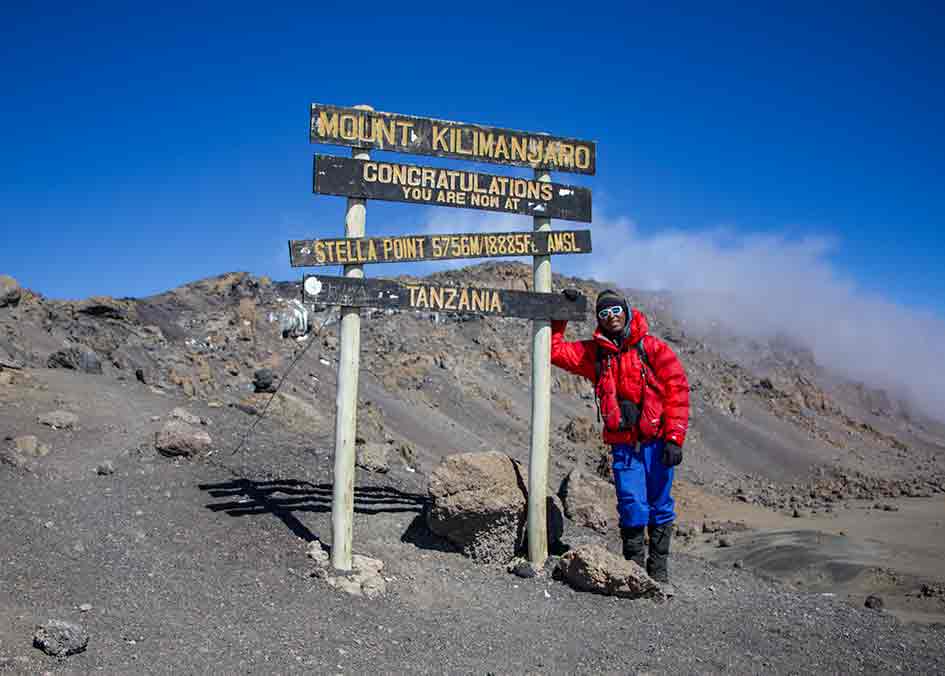 MOUNT KILIMANJARO
CONGRATULATIONS
YOU ARE NOW AT
STELLA POINT 5756M/18885Ft AMSL
TANZANIA